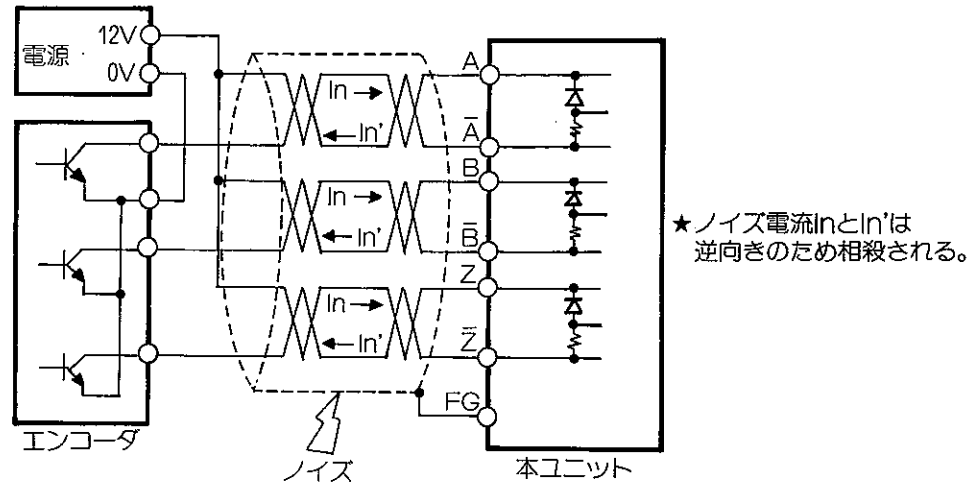 電源
12V
0V
エンコーダ
In
In'
In
In'
In
In'
ノイズ
A
A̅
B
B̅
Z
Z̅
FG
本ユニット
★ノイズ電流InとIn'は
逆向きのため相殺される。